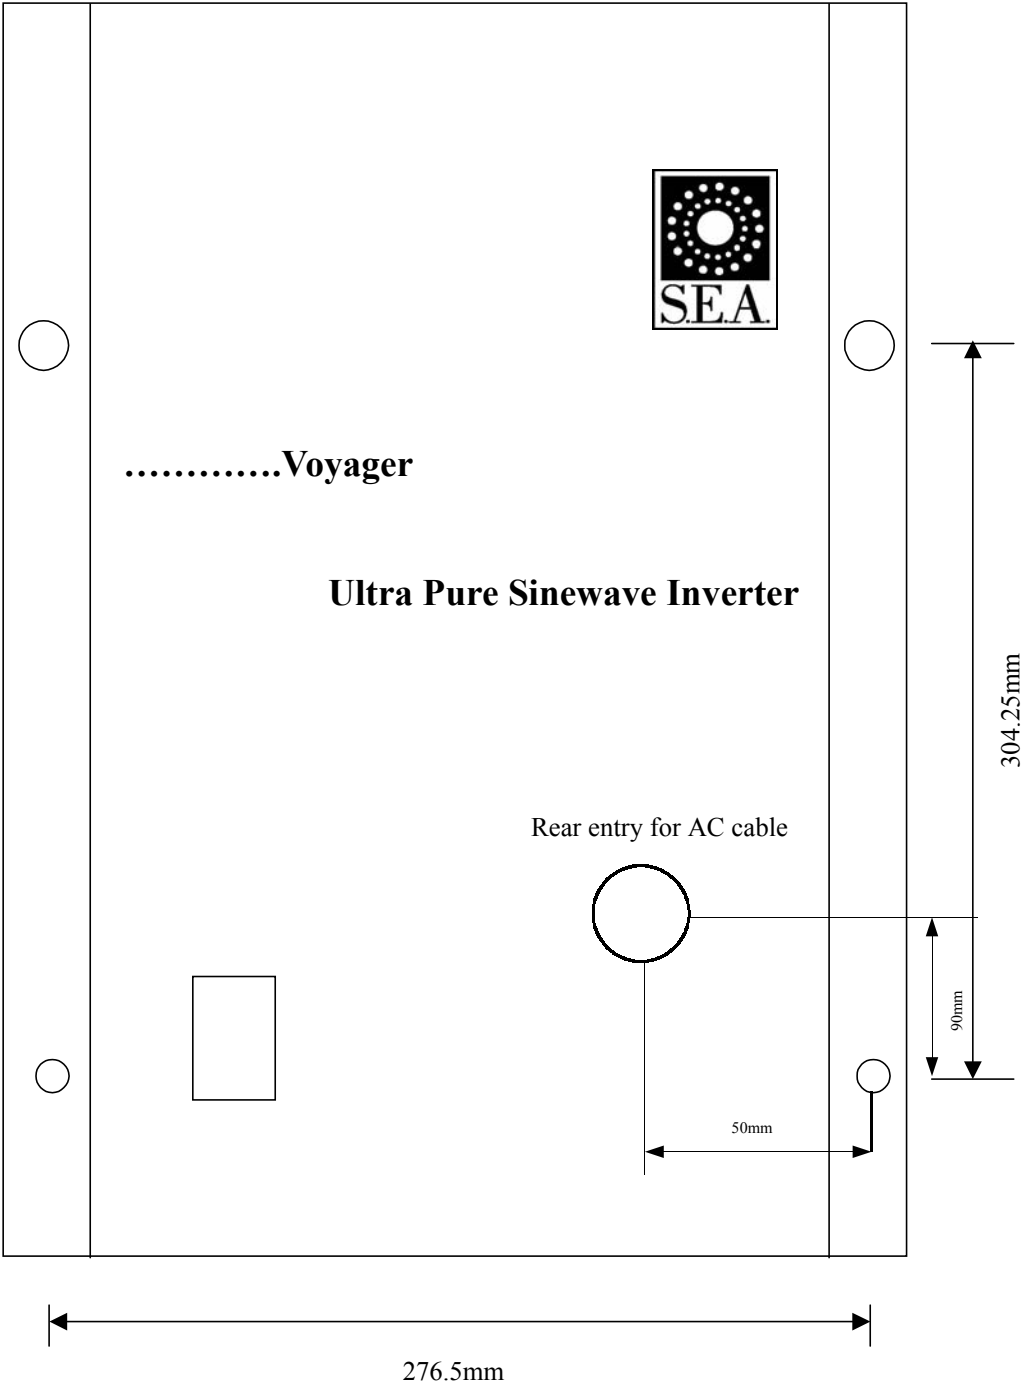 S.E.A.
………….Voyager
Ultra Pure Sinewave Inverter
304.25mm
Rear entry for AC cable
90mm
50mm
276.5mm